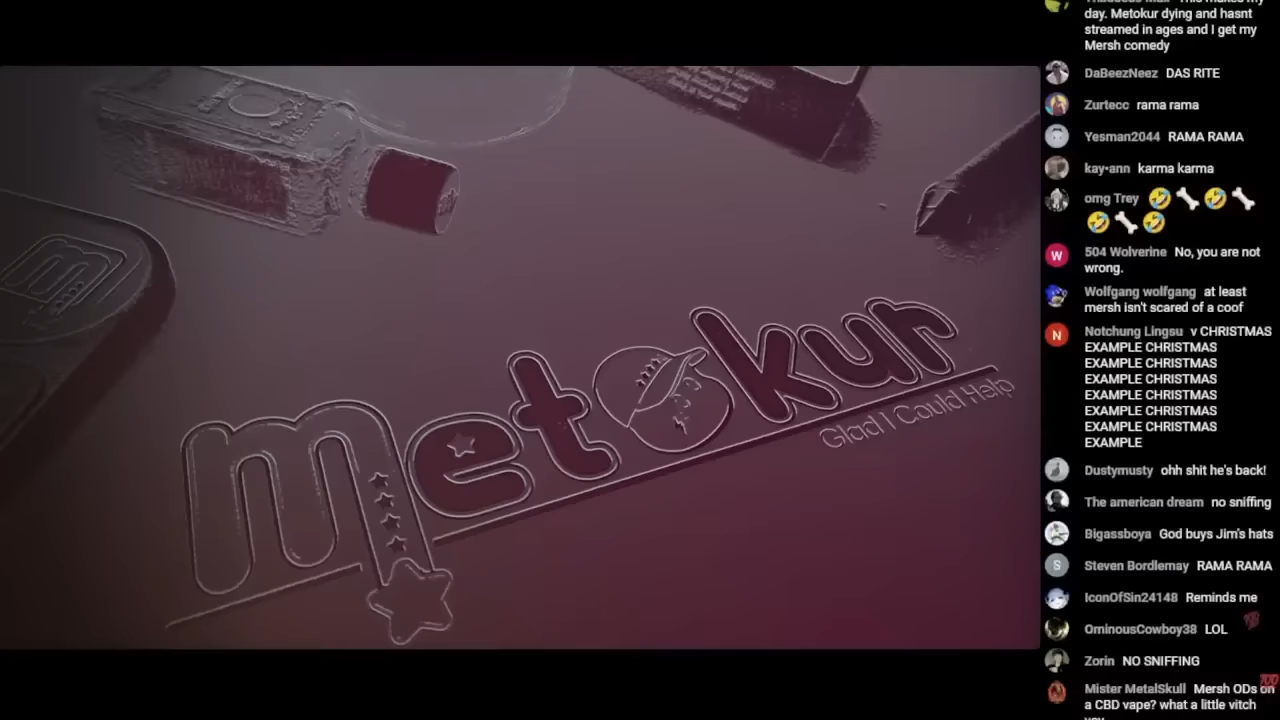 metokur
Glad I Could Help
day. Metokur dying and hasnt
streamed in ages and I get my
Mersh comedy
DaBeezNeez DAS RITE
Zurtecc rama rama
Yesman2044 RAMA RAMA
kay•ann karma karma
omg Trey 🤣🦴🤣🦴
🤣🦴🤣
W 504 Wolverine No, you are not
wrong.
Wolfgang wolfgang at least
mersh isn't scared of a coof
N Notchung Lingsu v CHRISTMAS
EXAMPLE CHRISTMAS
EXAMPLE CHRISTMAS
EXAMPLE CHRISTMAS
EXAMPLE CHRISTMAS
EXAMPLE CHRISTMAS
EXAMPLE CHRISTMAS
EXAMPLE
Dustymusty ohh shit he's back!
The american dream no sniffing
Bigassboya God buys Jim's hats
S Steven Bordlemay RAMA RAMA
IconOfSin24148 Reminds me
OminousCowboy38 LOL
Zorin NO SNIFFING
Mister MetalSkull Mersh ODs on
a CBD vape? what a little vitch